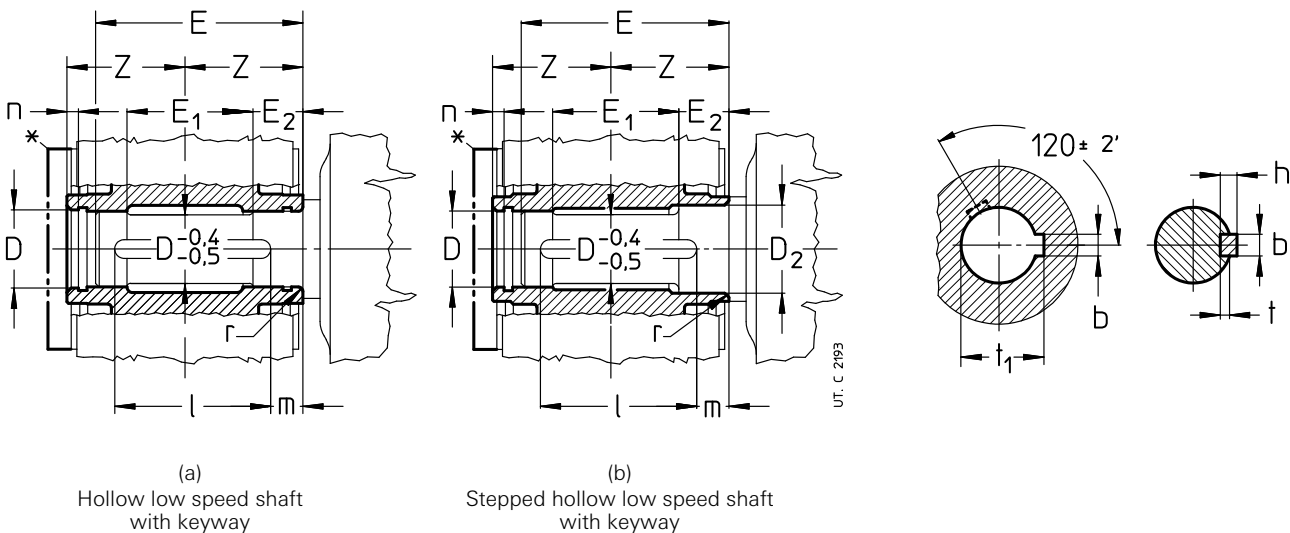 E
Z Z
n E₁ E₂
*
D D -0,4 -0,5
r
l m
E
Z Z
n E₁ E₂
*
D D -0,4 -0,5 D₂
r
l m
UT. C 2193
120± 2'
b
t₁
h
b
t
(a)
Hollow low speed shaft
with keyway
(b)
Stepped hollow low speed shaft
with keyway